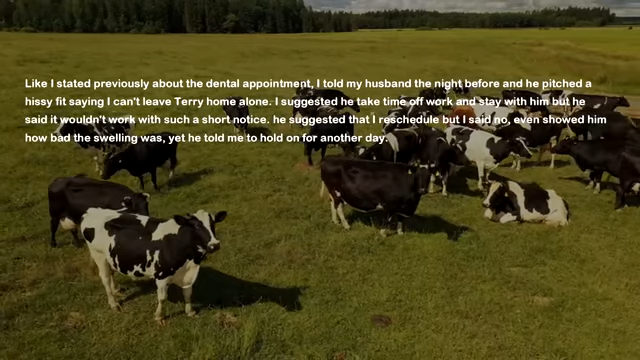 Like I stated previously about the dental appointment, I told my husband the night before and he pitched a
hissy fit saying I can't leave Terry home alone. I suggested he take time off work and stay with him but he
said it wouldn't work with such a short notice. he suggested that I reschedule but I said no, even showed him
how bad the swelling was, yet he told me to hold on for another day.